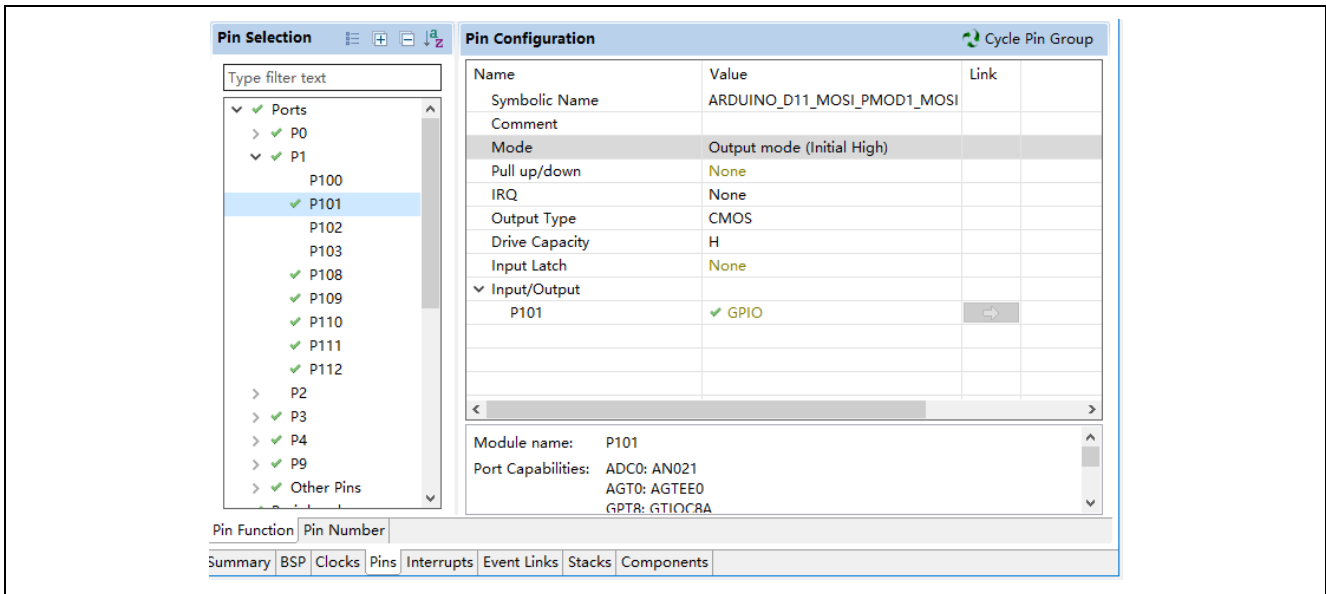 Pin Selection
Type filter text
Ports
P0
P1
P100
P101
P102
P103
P108
P109
P110
P111
P112
P2
P3
P4
P9
Other Pins
Pin Configuration
Cycle Pin Group
Name Value Link
Symbolic Name ARDUINO_D11_MOSI_PMOD1_MOSI
Comment
Mode Output mode (Initial High)
Pull up/down None
IRQ None
Output Type CMOS
Drive Capacity H
Input Latch None
Input/Output
P101 GPIO
Module name: P101
Port Capabilities: ADC0: AN021
AGT0: AGTEE0
GPT8: GTIOC8A
Pin Function Pin Number
Summary BSP Clocks Pins Interrupts Event Links Stacks Components